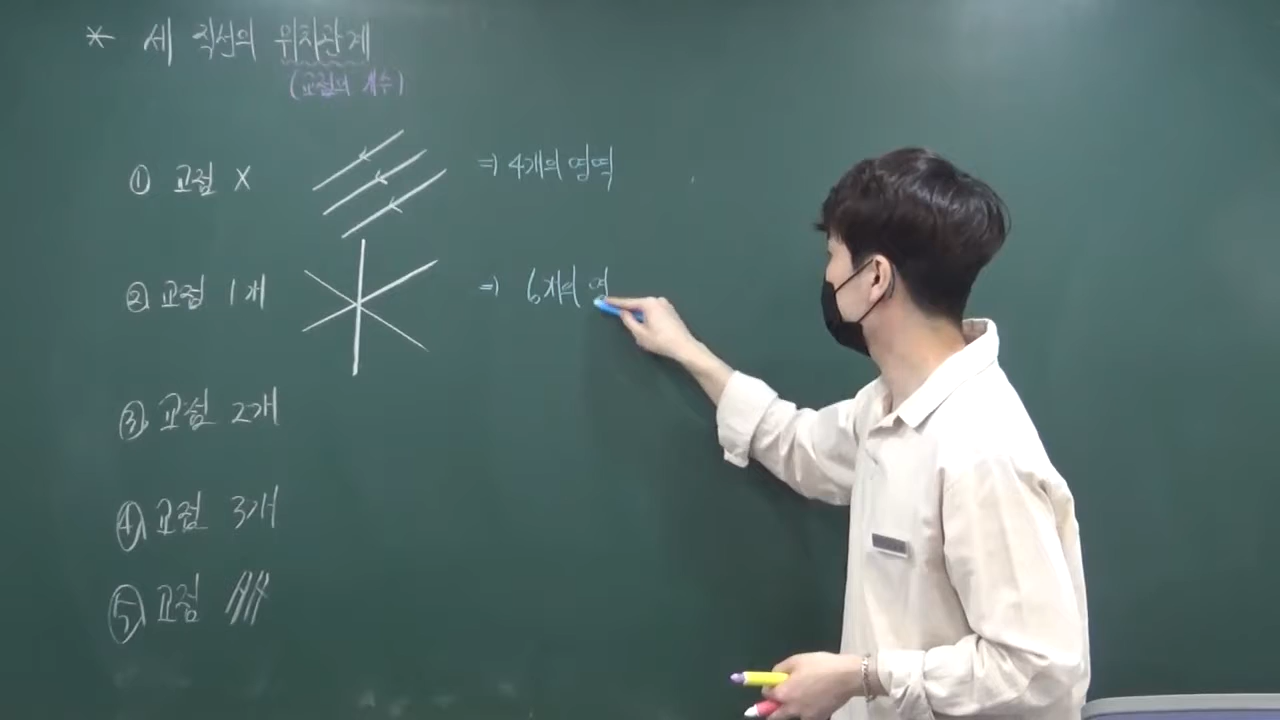 * 세 직선의 위치관계
(교점의 개수)
① 교점 X
⇒ 4개의 영역
② 교점 1개
⇒ 6개의 여
③ 교점 2개
④ 교점 3개
⑤ 교점